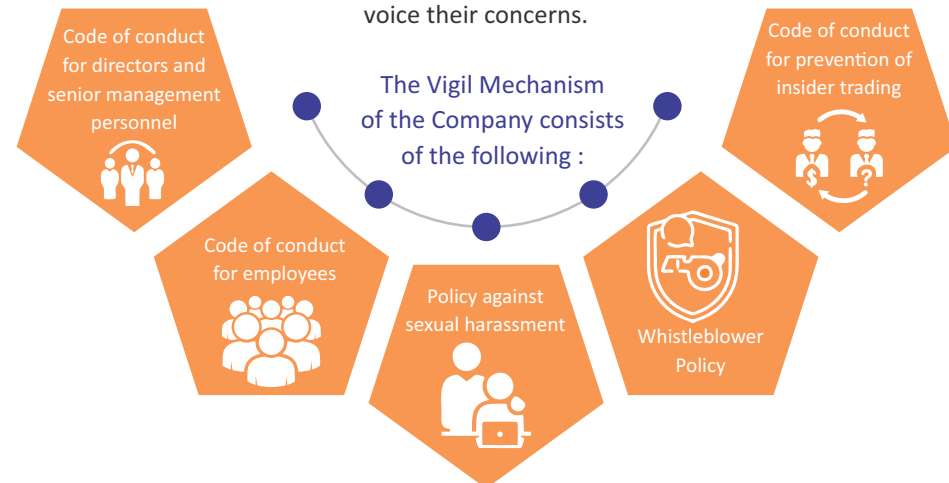 voice their concerns.
The Vigil Mechanism
of the Company consists
of the following :
Code of conduct
for directors and
senior management
personnel
Code of conduct
for employees
Policy against
sexual harassment
Whistleblower
Policy
Code of conduct
for prevention of
insider trading
$
?